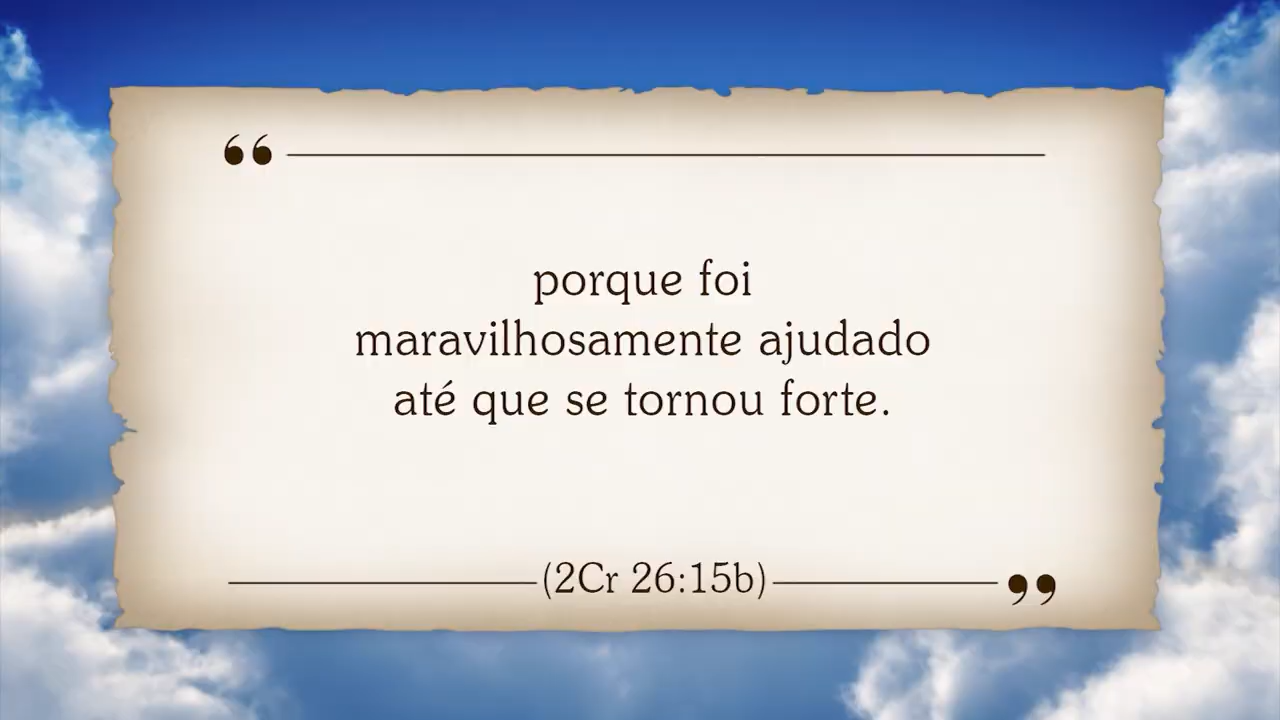 “
porque foi
maravilhosamente ajudado
até que se tornou forte.
(2Cr 26:15b)
”